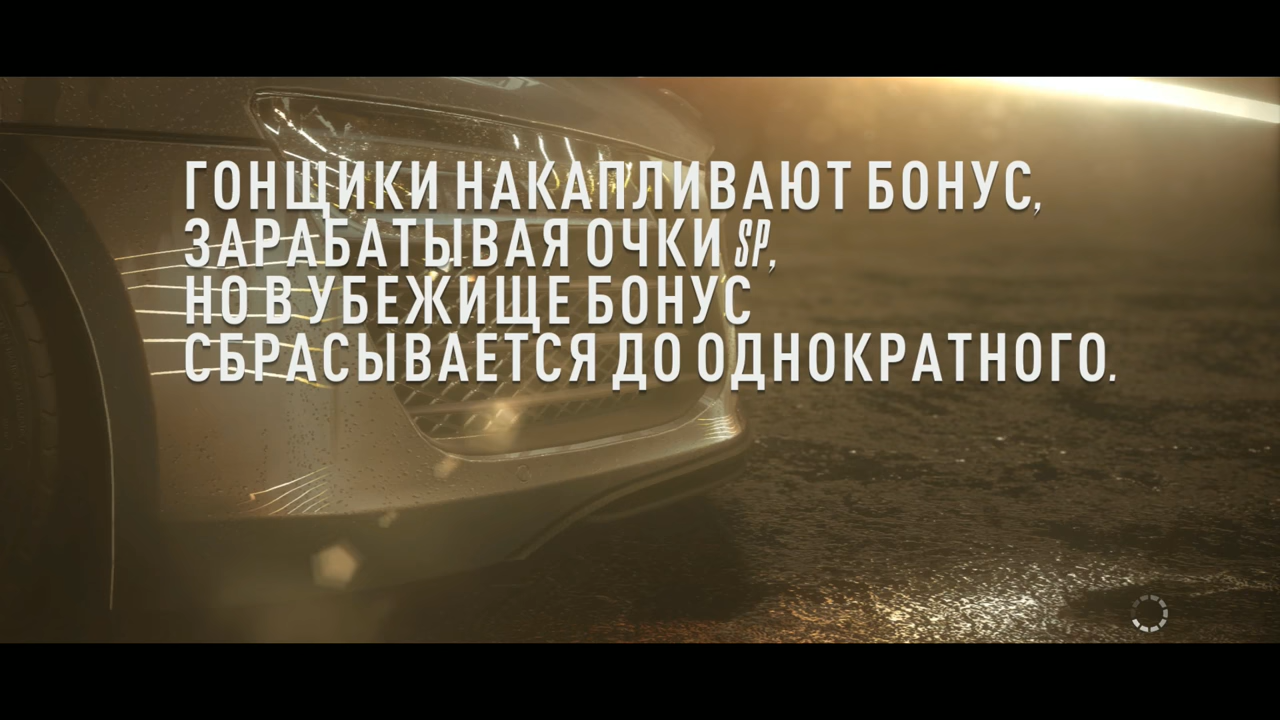 ГОНЩИКИ НАКАПЛИВАЮТ БОНУС,
ЗАРАБАТЫВАЯ ОЧКИ SP,
НО В УБЕЖИЩЕ БОНУС
СБРАСЫВАЕТСЯ ДО ОДНОКРАТНОГО.